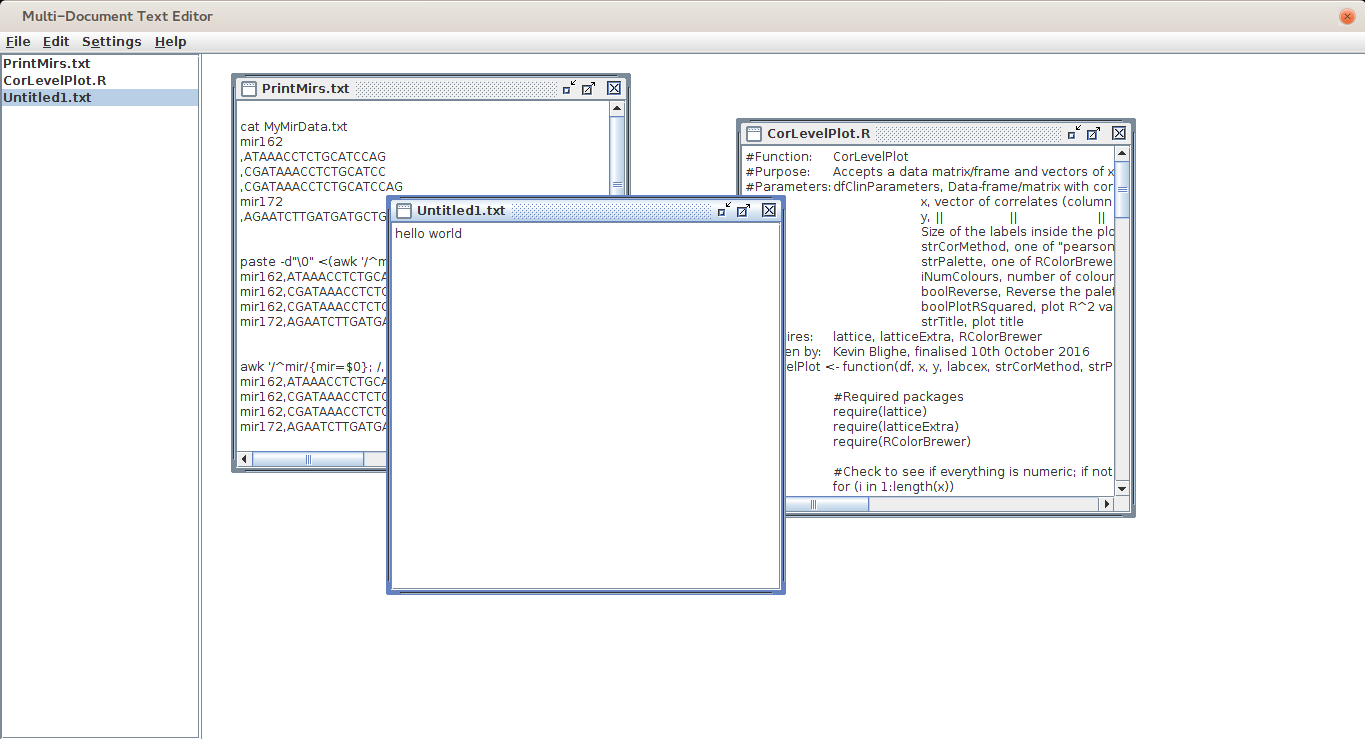 Multi-Document Text Editor
File Edit Settings Help
PrintMirs.txt
CorLevelPlot.R
Untitled1.txt
PrintMirs.txt
cat MyMirData.txt
mir162
,ATAAACCTCTGCATCCAG
,CGATAAACCTCTGCATCC
,CGATAAACCTCTGCATCCAG
mir172
,AGAATCTTGATGATGCTG
paste -d"\0" <(awk '/^m
mir162,ATAAACCTCTGCA
mir162,CGATAAACCTCTG
mir162,CGATAAACCTCTG
mir172,AGAATCTTGATGA
awk '/^mir/{mir=$0}; /,
mir162,ATAAACCTCTGCA
mir162,CGATAAACCTCTG
mir162,CGATAAACCTCTG
mir172,AGAATCTTGATGA
Untitled1.txt
hello world
CorLevelPlot.R
#Function: CorLevelPlot
#Purpose: Accepts a data matrix/frame and vectors of x
#Parameters: dfClinParameters, Data-frame/matrix with cor
x, vector of correlates (column
y, || || ||
Size of the labels inside the plo
strCorMethod, one of "pearson
strPalette, one of RColorBrewe
iNumColours, number of colour
boolReverse, Reverse the palet
boolPlotRSquared, plot R^2 va
strTitle, plot title
ires: lattice, latticeExtra, RColorBrewer
en by: Kevin Blighe, finalised 10th October 2016
elPlot <- function(df, x, y, labcex, strCorMethod, strP
#Required packages
require(lattice)
require(latticeExtra)
require(RColorBrewer)
#Check to see if everything is numeric; if not
for (i in 1:length(x))